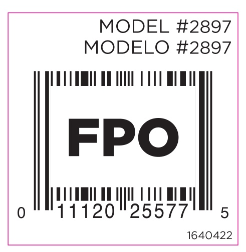 MODEL #2897
MODELO #2897
FPO
0 11120 25577 5
1640422